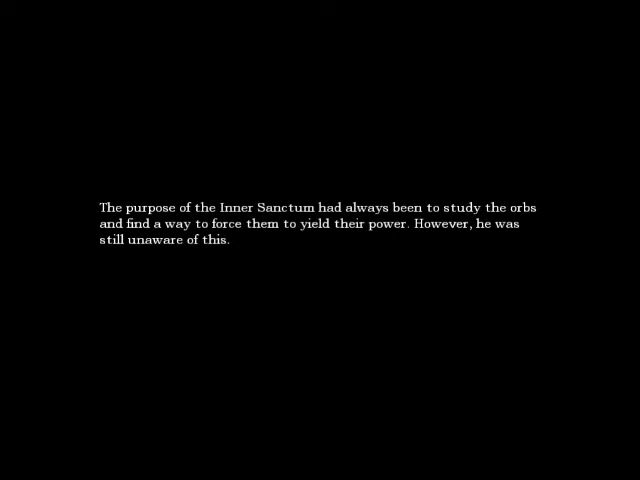 The purpose of the Inner Sanctum had always been to study the orbs
and find a way to force them to yield their power. However, he was
still unaware of this.